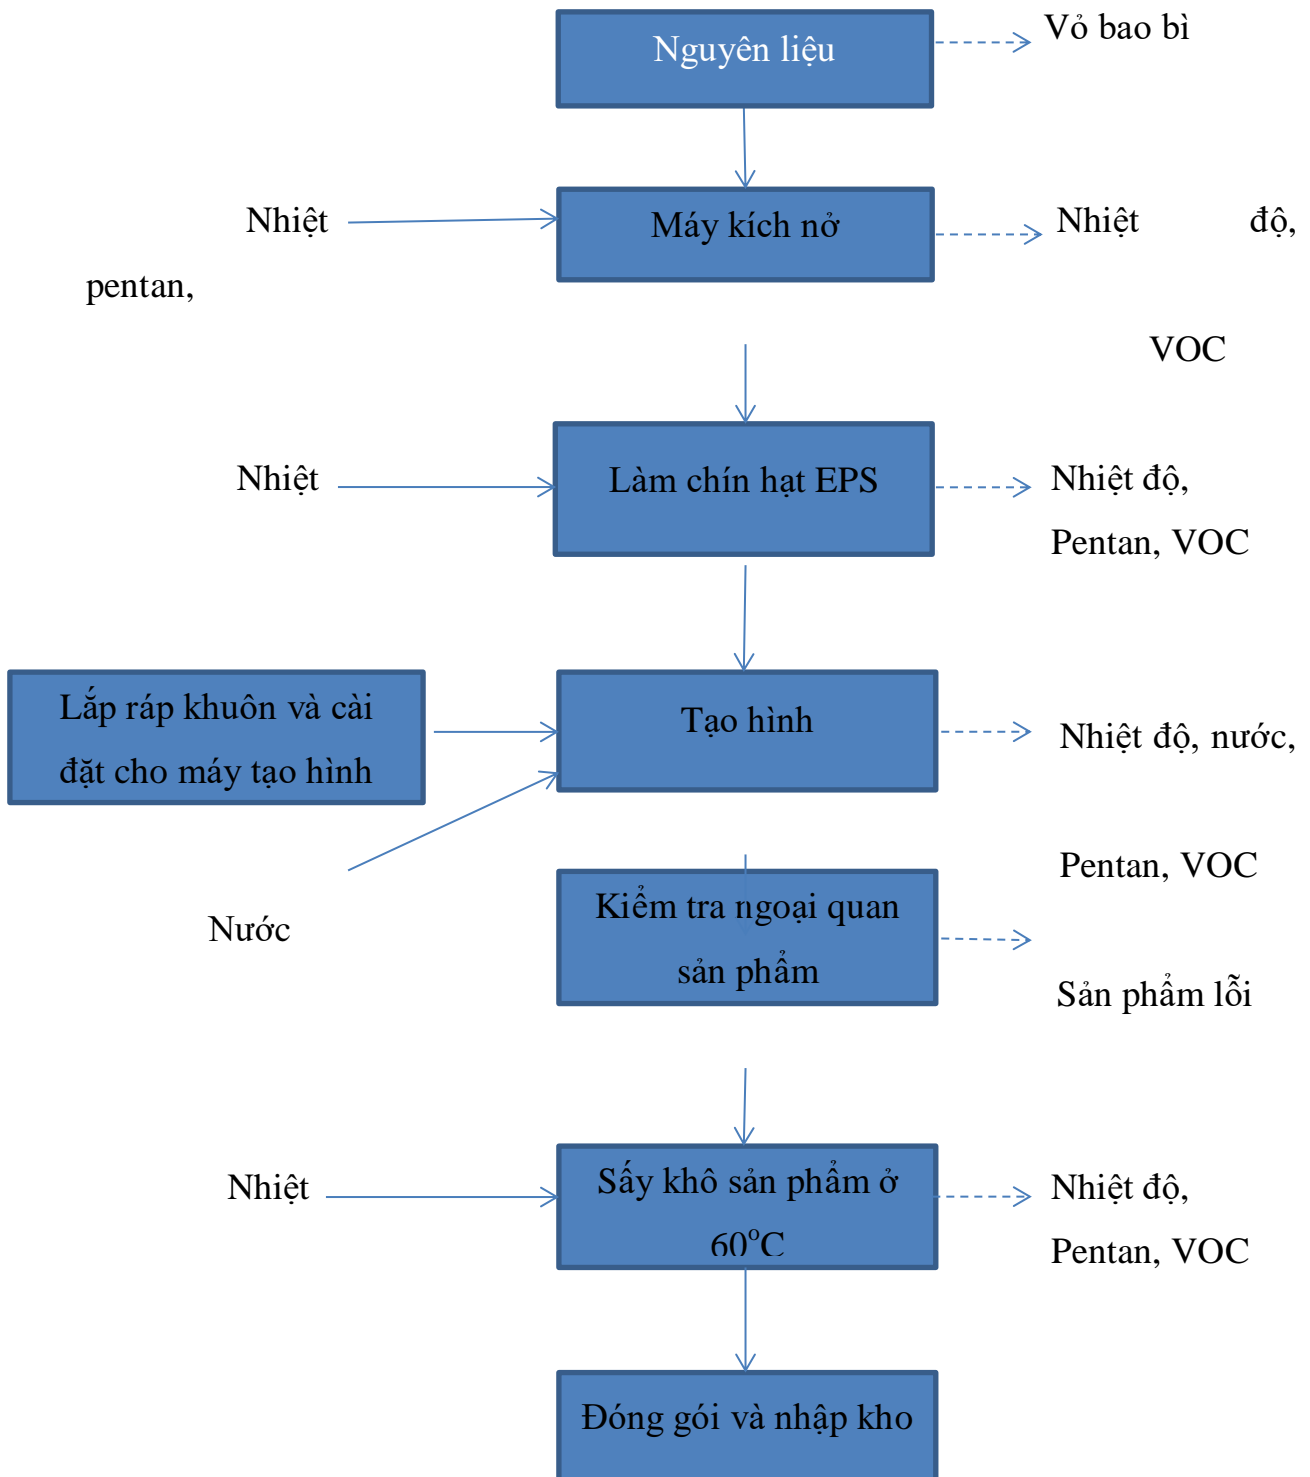 Nguyên liệu
Vỏ bao bì
Nhiệt
Máy kích nở
Nhiệt độ,
pentan,
VOC
Nhiệt
Làm chín hạt EPS
Nhiệt độ,
Pentan, VOC
Lắp ráp khuôn và cài
đặt cho máy tạo hình
Tạo hình
Nhiệt độ, nước,
Pentan, VOC
Nước
Kiểm tra ngoại quan
sản phẩm
Sản phẩm lỗi
Nhiệt
Sấy khô sản phẩm ở
60°C
Nhiệt độ,
Pentan, VOC
Đóng gói và nhập kho